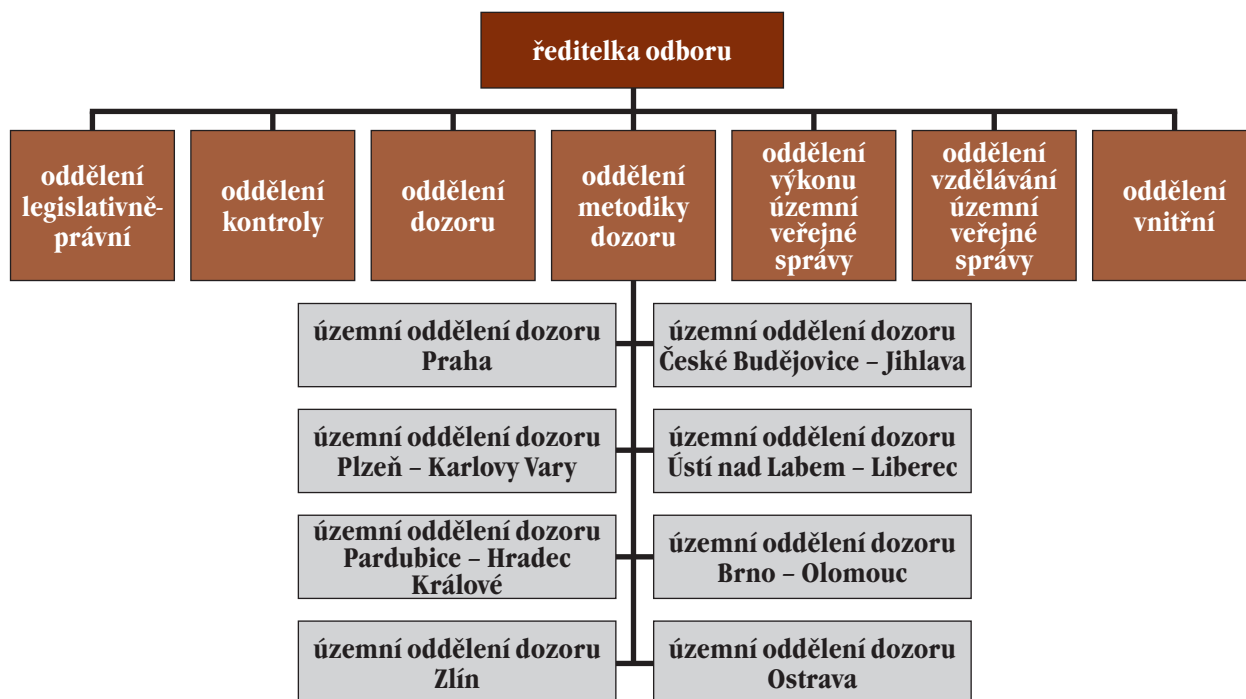 ředitelka odboru
oddělení
legislativně-
právní
oddělení
kontroly
oddělení
dozoru
oddělení
metodiky
dozoru
oddělení
výkonu
územní
veřejné
správy
oddělení
vzdělávání
územní
veřejné
správy
oddělení
vnitřní
územní oddělení dozoru
Praha
územní oddělení dozoru
České Budějovice – Jihlava
územní oddělení dozoru
Plzeň – Karlovy Vary
územní oddělení dozoru
Ústí nad Labem – Liberec
územní oddělení dozoru
Pardubice – Hradec
Králové
územní oddělení dozoru
Brno – Olomouc
územní oddělení dozoru
Zlín
územní oddělení dozoru
Ostrava